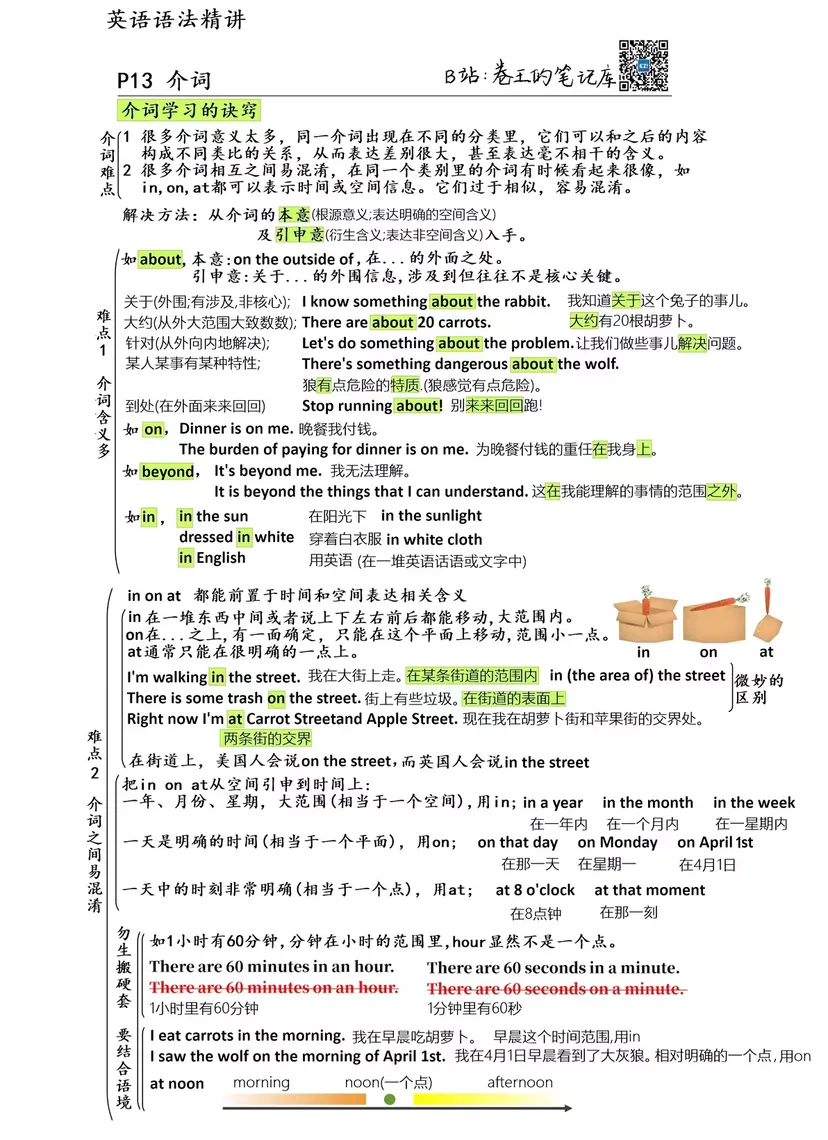 英语语法精讲
P13 介词
B站:卷王的笔记库
介词学习的诀窍
介词难点
1 很多介词意义太多，同一介词出现在不同的分类里，它们可以和之后的内容
构成不同类比的关系，从而表达差别很大，甚至表达毫不相干的含义。
2 很多介词相互之间易混淆，在同一个类别里的介词有时候看起来很像，如
in,on,at都可以表示时间或空间信息。它们过于相似，容易混淆。
解决方法：从介词的本意(根源意义;表达明确的空间含义)
及引申意(衍生含义;表达非空间含义)入手。
难点1 介词含义多
如about,本意:on the outside of,在...的外面之处。
引申意:关于...的外围信息,涉及到但往往不是核心关键。
关于(外围;有涉及,非核心); I know something about the rabbit. 我知道关于这个兔子的事儿。
大约(从外大范围大致数数); There are about 20 carrots. 大约有20根胡萝卜。
针对(从外向内地解决); Let's do something about the problem.让我们做些事儿解决问题。
某人某事有某种特性; There's something dangerous about the wolf.
狼有点危险的特质.(狼感觉有点危险)。
到处(在外面来来回回) Stop running about! 别来来回回跑!
如 on, Dinner is on me. 晚餐我付钱。
The burden of paying for dinner is on me. 为晚餐付钱的重任在我身上。
如 beyond, It's beyond me. 我无法理解。
It is beyond the things that I can understand. 这在我能理解的事情的范围之外。
如in, in the sun 在阳光下 in the sunlight
dressed in white 穿着白衣服 in white cloth
in English 用英语 (在一堆英语话语或文字中)
难点2 介词之间易混淆
in on at 都能前置于时间和空间表达相关含义
in在一堆东西中间或者说上下左右前后都能移动,大范围内。
on在...之上,有一面确定，只能在这个平面上移动,范围小一点。
at通常只能在很明确的一点上。
in on at
I'm walking in the street. 我在大街上走。在某条街道的范围内 in (the area of) the street
There is some trash on the street. 街上有些垃圾。在街道的表面上
微妙的区别
Right now I'm at Carrot Streetand Apple Street. 现在我在胡萝卜街和苹果街的交界处。
两条街的交界
在街道上，美国人会说on the street,而英国人会说in the street
把in on at从空间引申到时间上:
一年、月份、星期，大范围(相当于一个空间),用in; in a year in the month in the week
在一年内 在一个月内 在一星期内
一天是明确的时间(相当于一个平面)，用on; on that day on Monday on April 1st
在那一天 在星期一 在4月1日
一天中的时刻非常明确(相当于一个点)，用at; at 8 o'clock at that moment
在8点钟 在那一刻
勿生搬硬套
如1小时有60分钟,分钟在小时的范围里,hour显然不是一个点。
There are 60 minutes in an hour. There are 60 seconds in a minute.
There are 60 minutes on an hour. There are 60 seconds on a minute.
1小时里有60分钟 1分钟里有60秒
要结合语境
I eat carrots in the morning. 我在早晨吃胡萝卜。 早晨这个时间范围,用in
I saw the wolf on the morning of April 1st. 我在4月1日早晨看到了大灰狼。相对明确的一个点,用on
at noon morning noon(一个点) afternoon